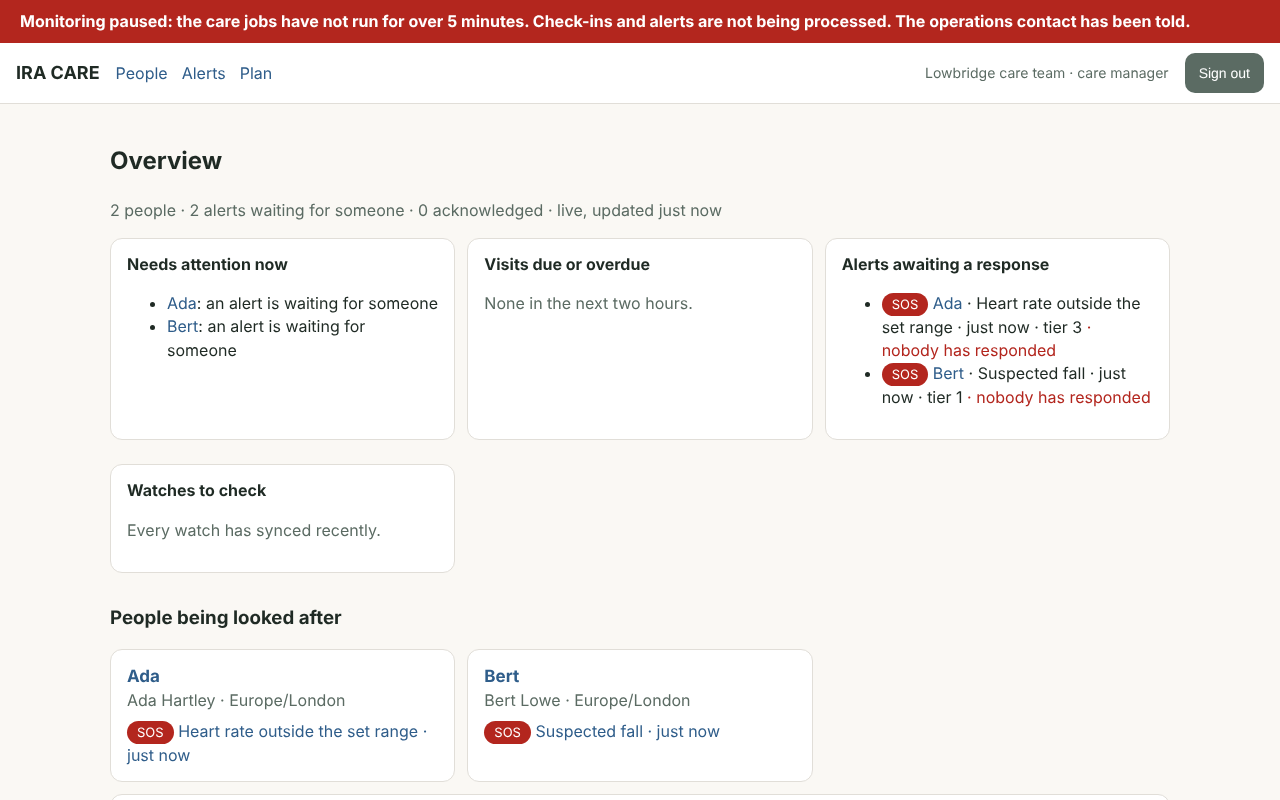 Monitoring paused: the care jobs have not run for over 5 minutes. Check-ins and alerts are not being processed. The operations contact has been told.
IRA CARE People Alerts Plan Lowbridge care team · care manager Sign out
Overview
2 people · 2 alerts waiting for someone · 0 acknowledged · live, updated just now
Needs attention now
• Ada: an alert is waiting for someone
• Bert: an alert is waiting for
someone
Visits due or overdue
None in the next two hours.
Alerts awaiting a response
• SOS Ada · Heart rate outside the
set range · just now · tier 3 ·
nobody has responded
• SOS Bert · Suspected fall · just
now · tier 1 · nobody has responded
Watches to check
Every watch has synced recently.
People being looked after
Ada
Ada Hartley · Europe/London
SOS Heart rate outside the set range ·
just now
Bert
Bert Lowe · Europe/London
SOS Suspected fall · just now